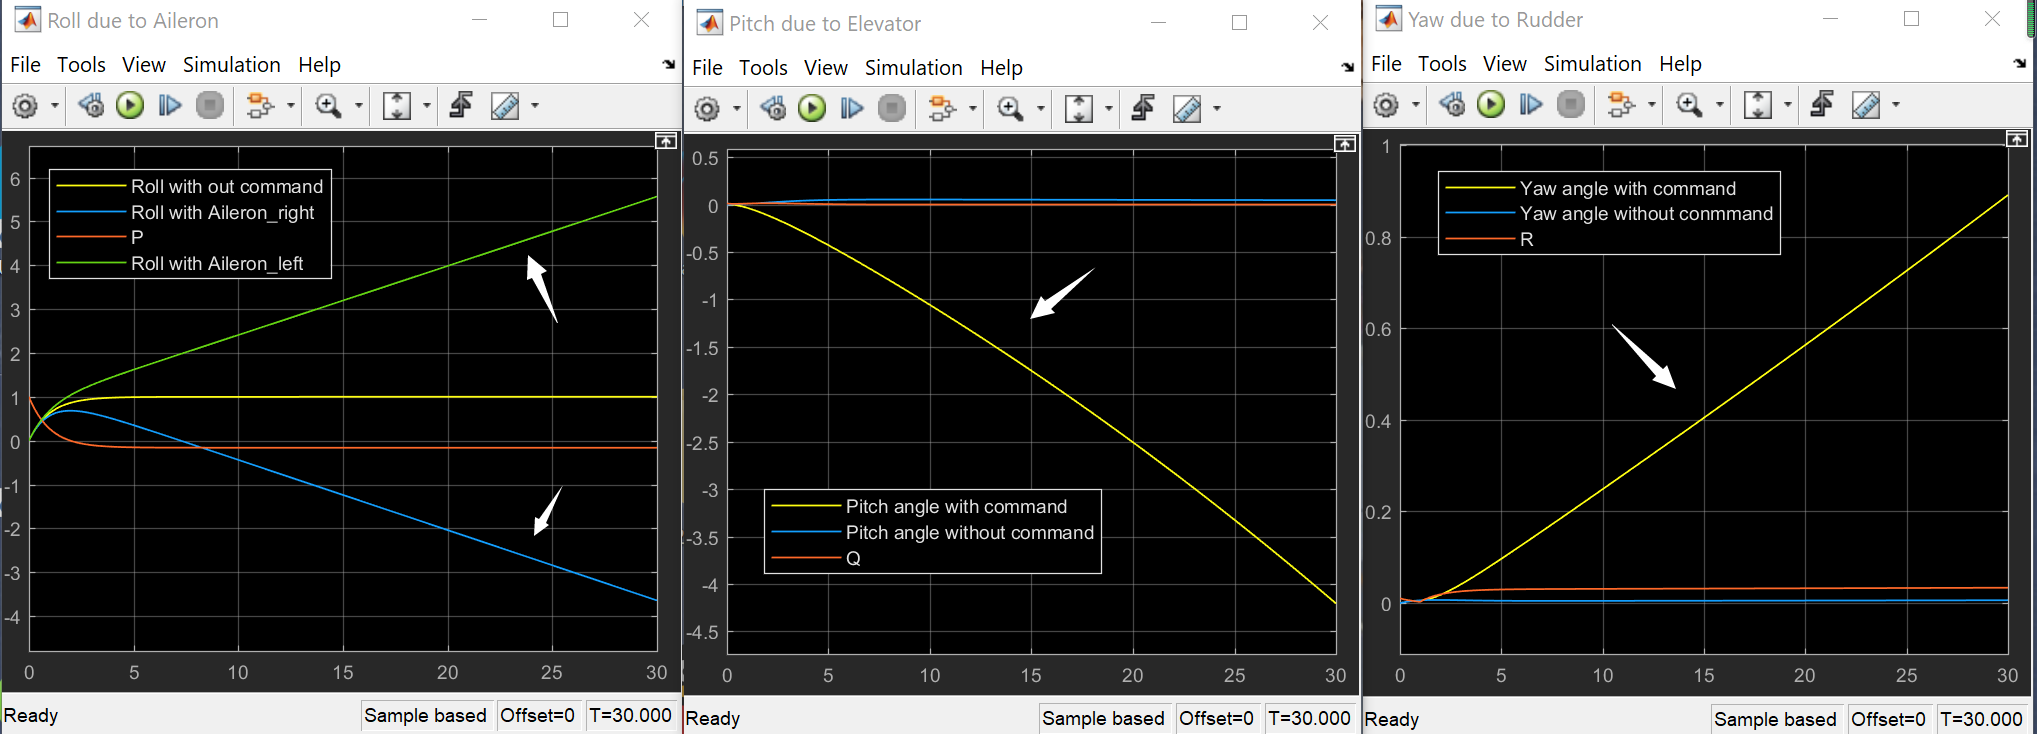 Roll due to Aileron
File Tools View Simulation Help
6
5
4
3
2
1
0
-1
-2
-3
-4
Roll with out command
Roll with Aileron_right
P
Roll with Aileron_left
0 5 10 15 20 25 30
Ready Sample based Offset=0 T=30.000
Pitch due to Elevator
File Tools View Simulation Help
0.5
0
-0.5
-1
-1.5
-2
-2.5
-3
-3.5
-4
-4.5
Pitch angle with command
Pitch angle without command
Q
0 5 10 15 20 25 30
Ready Sample based Offset=0 T=30.000
Yaw due to Rudder
File Tools View Simulation Help
1
0.8
0.6
0.4
0.2
0
Yaw angle with command
Yaw angle without conmmand
R
0 5 10 15 20 25 30
Ready Sample based Offset=0 T=30.000